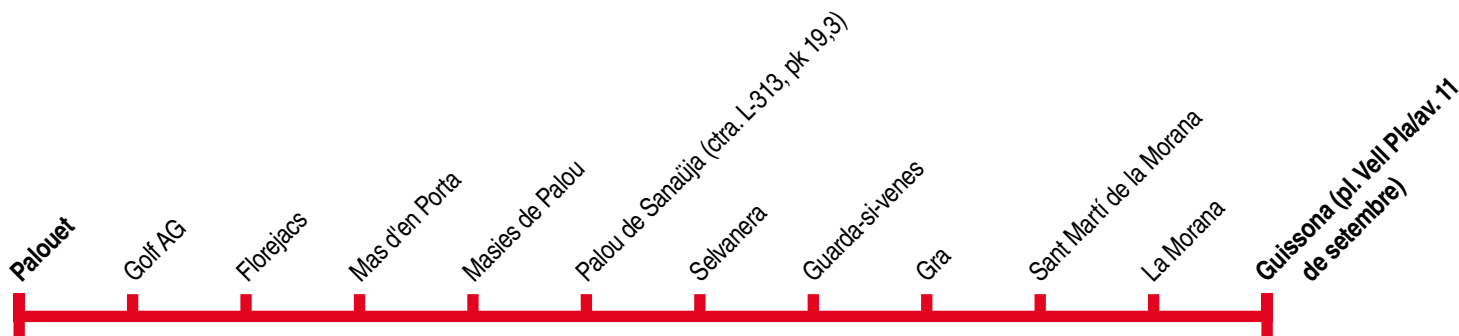 Palouet
Golf AG
Florejacs
Mas d'en Porta
Masies de Palou
Palou de Sanaüja (ctra. L-313, pk 19,3)
Selvanera
Guarda-si-venes
Gra
Sant Martí de la Morana
La Morana
Guissona (pl. Vell Pla/av. 11
de setembre)